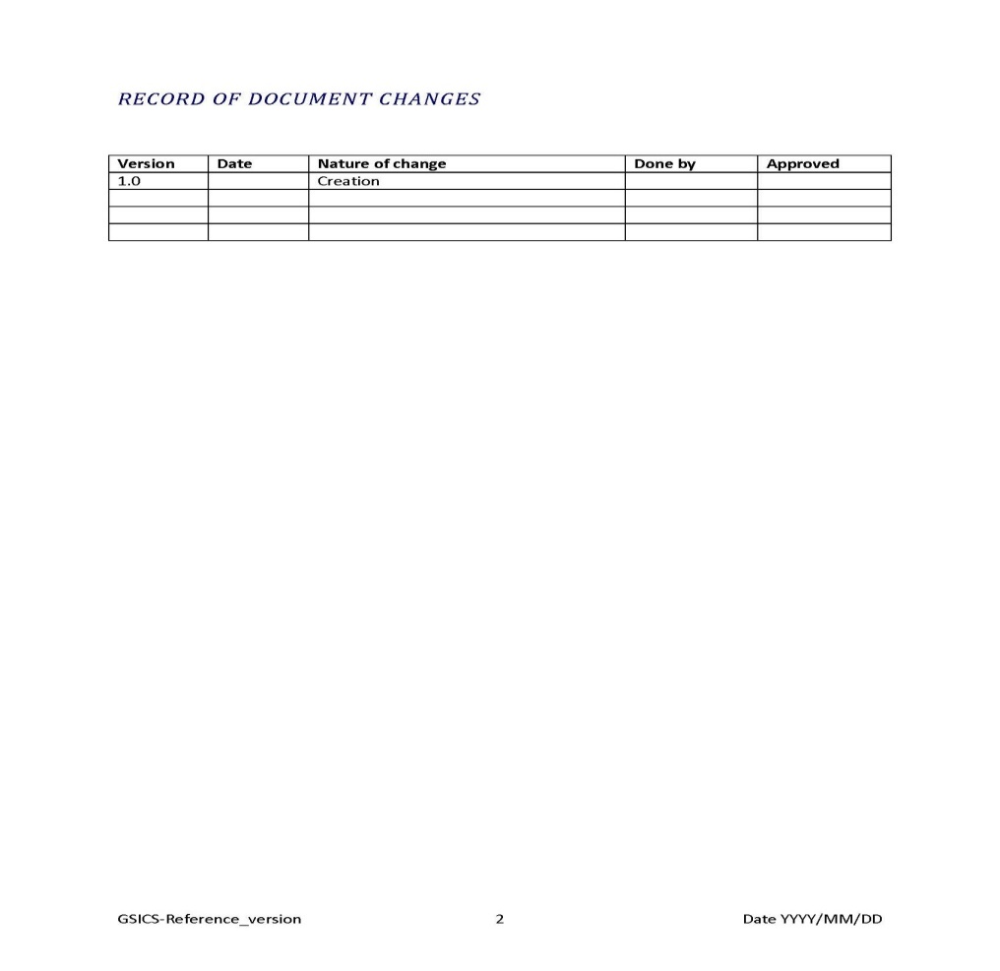 RECORD OF DOCUMENT CHANGES
Version Date Nature of change Done by Approved
1.0 Creation
GSICS-Reference_version 2 Date YYYY/MM/DD